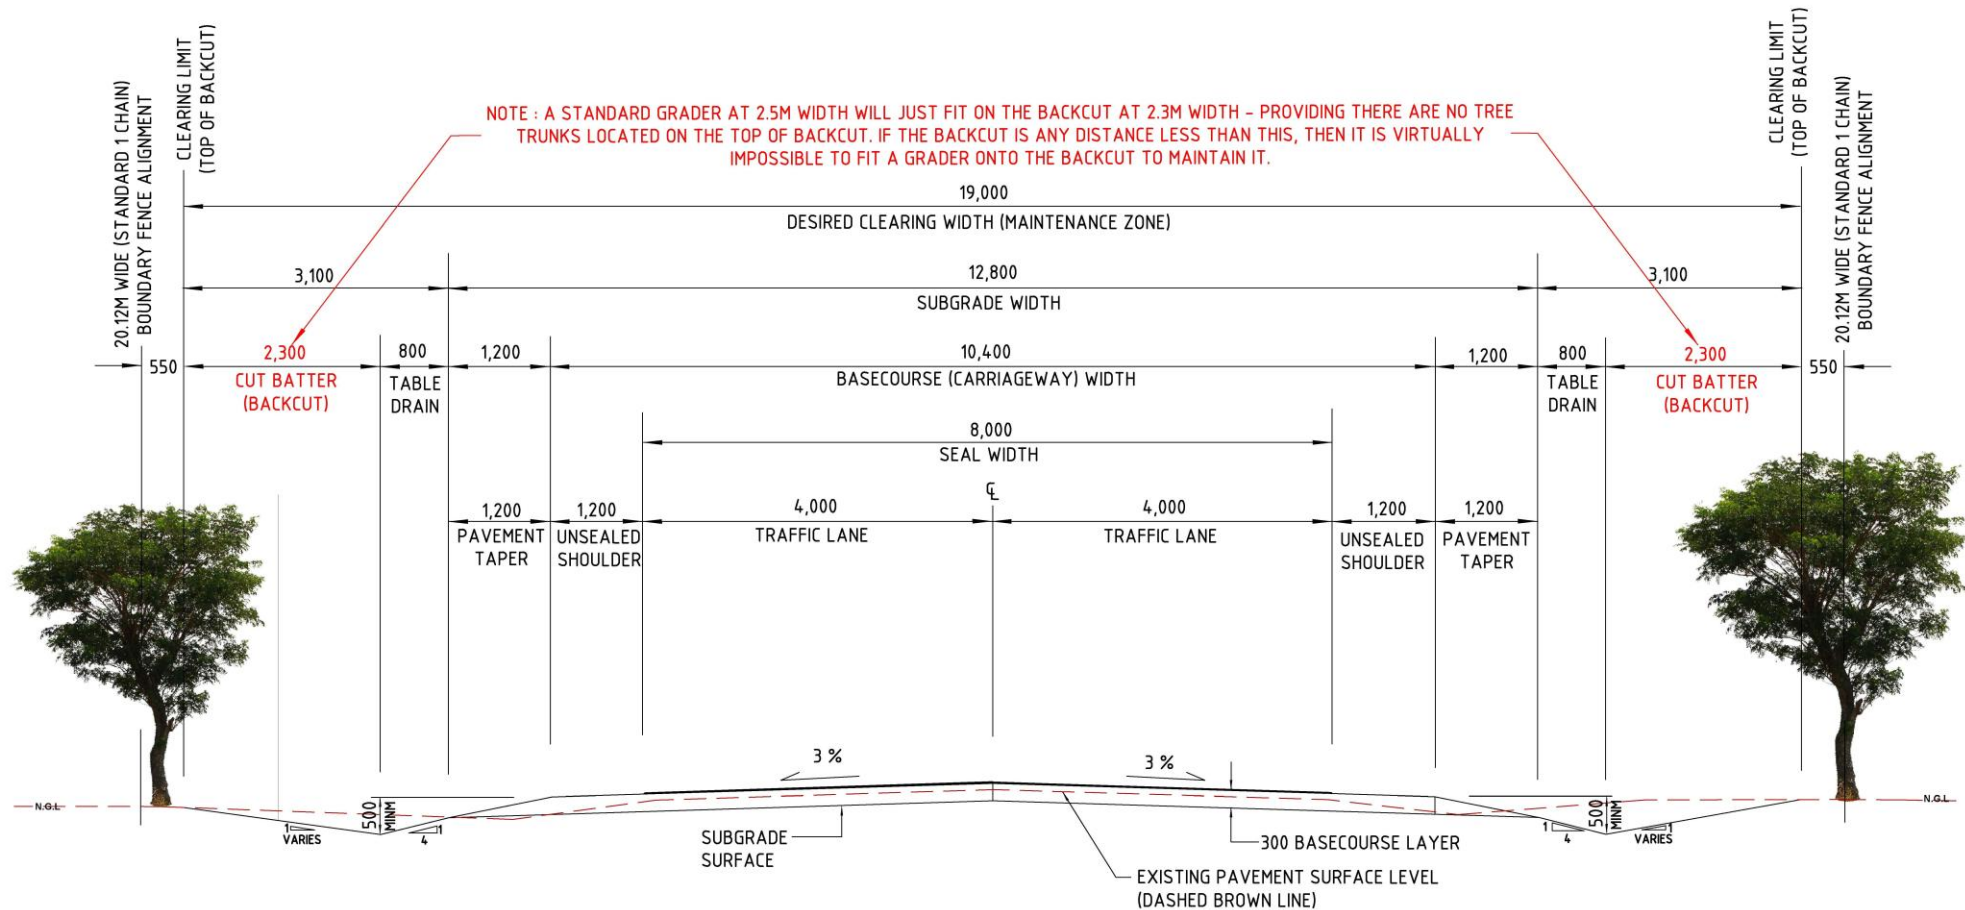 20.12M WIDE (STANDARD 1 CHAIN)
BOUNDARY FENCE ALIGNMENT
CLEARING LIMIT
(TOP OF BACKCUT)
NOTE : A STANDARD GRADER AT 2.5M WIDTH WILL JUST FIT ON THE BACKCUT AT 2.3M WIDTH - PROVIDING THERE ARE NO TREE
TRUNKS LOCATED ON THE TOP OF BACKCUT. IF THE BACKCUT IS ANY DISTANCE LESS THAN THIS, THEN IT IS VIRTUALLY
IMPOSSIBLE TO FIT A GRADER ONTO THE BACKCUT TO MAINTAIN IT.
CLEARING LIMIT
(TOP OF BACKCUT)
20.12M WIDE (STANDARD 1 CHAIN)
BOUNDARY FENCE ALIGNMENT
19,000
DESIRED CLEARING WIDTH (MAINTENANCE ZONE)
3,100
12,800
3,100
SUBGRADE WIDTH
550
2,300
800
1,200
10,400
1,200
800
2,300
550
CUT BATTER
(BACKCUT)
TABLE
DRAIN
BASECOURSE (CARRIAGEWAY) WIDTH
TABLE
DRAIN
CUT BATTER
(BACKCUT)
8,000
SEAL WIDTH
℄
1,200
1,200
4,000
4,000
1,200
1,200
PAVEMENT
TAPER
UNSEALED
SHOULDER
TRAFFIC LANE
TRAFFIC LANE
UNSEALED
SHOULDER
PAVEMENT
TAPER
3 %
3 %
N.G.L
500
MINM
500
MINM
N.G.L
1
VARIES
1
4
1
4
1
VARIES
SUBGRADE
SURFACE
300 BASECOURSE LAYER
EXISTING PAVEMENT SURFACE LEVEL
(DASHED BROWN LINE)